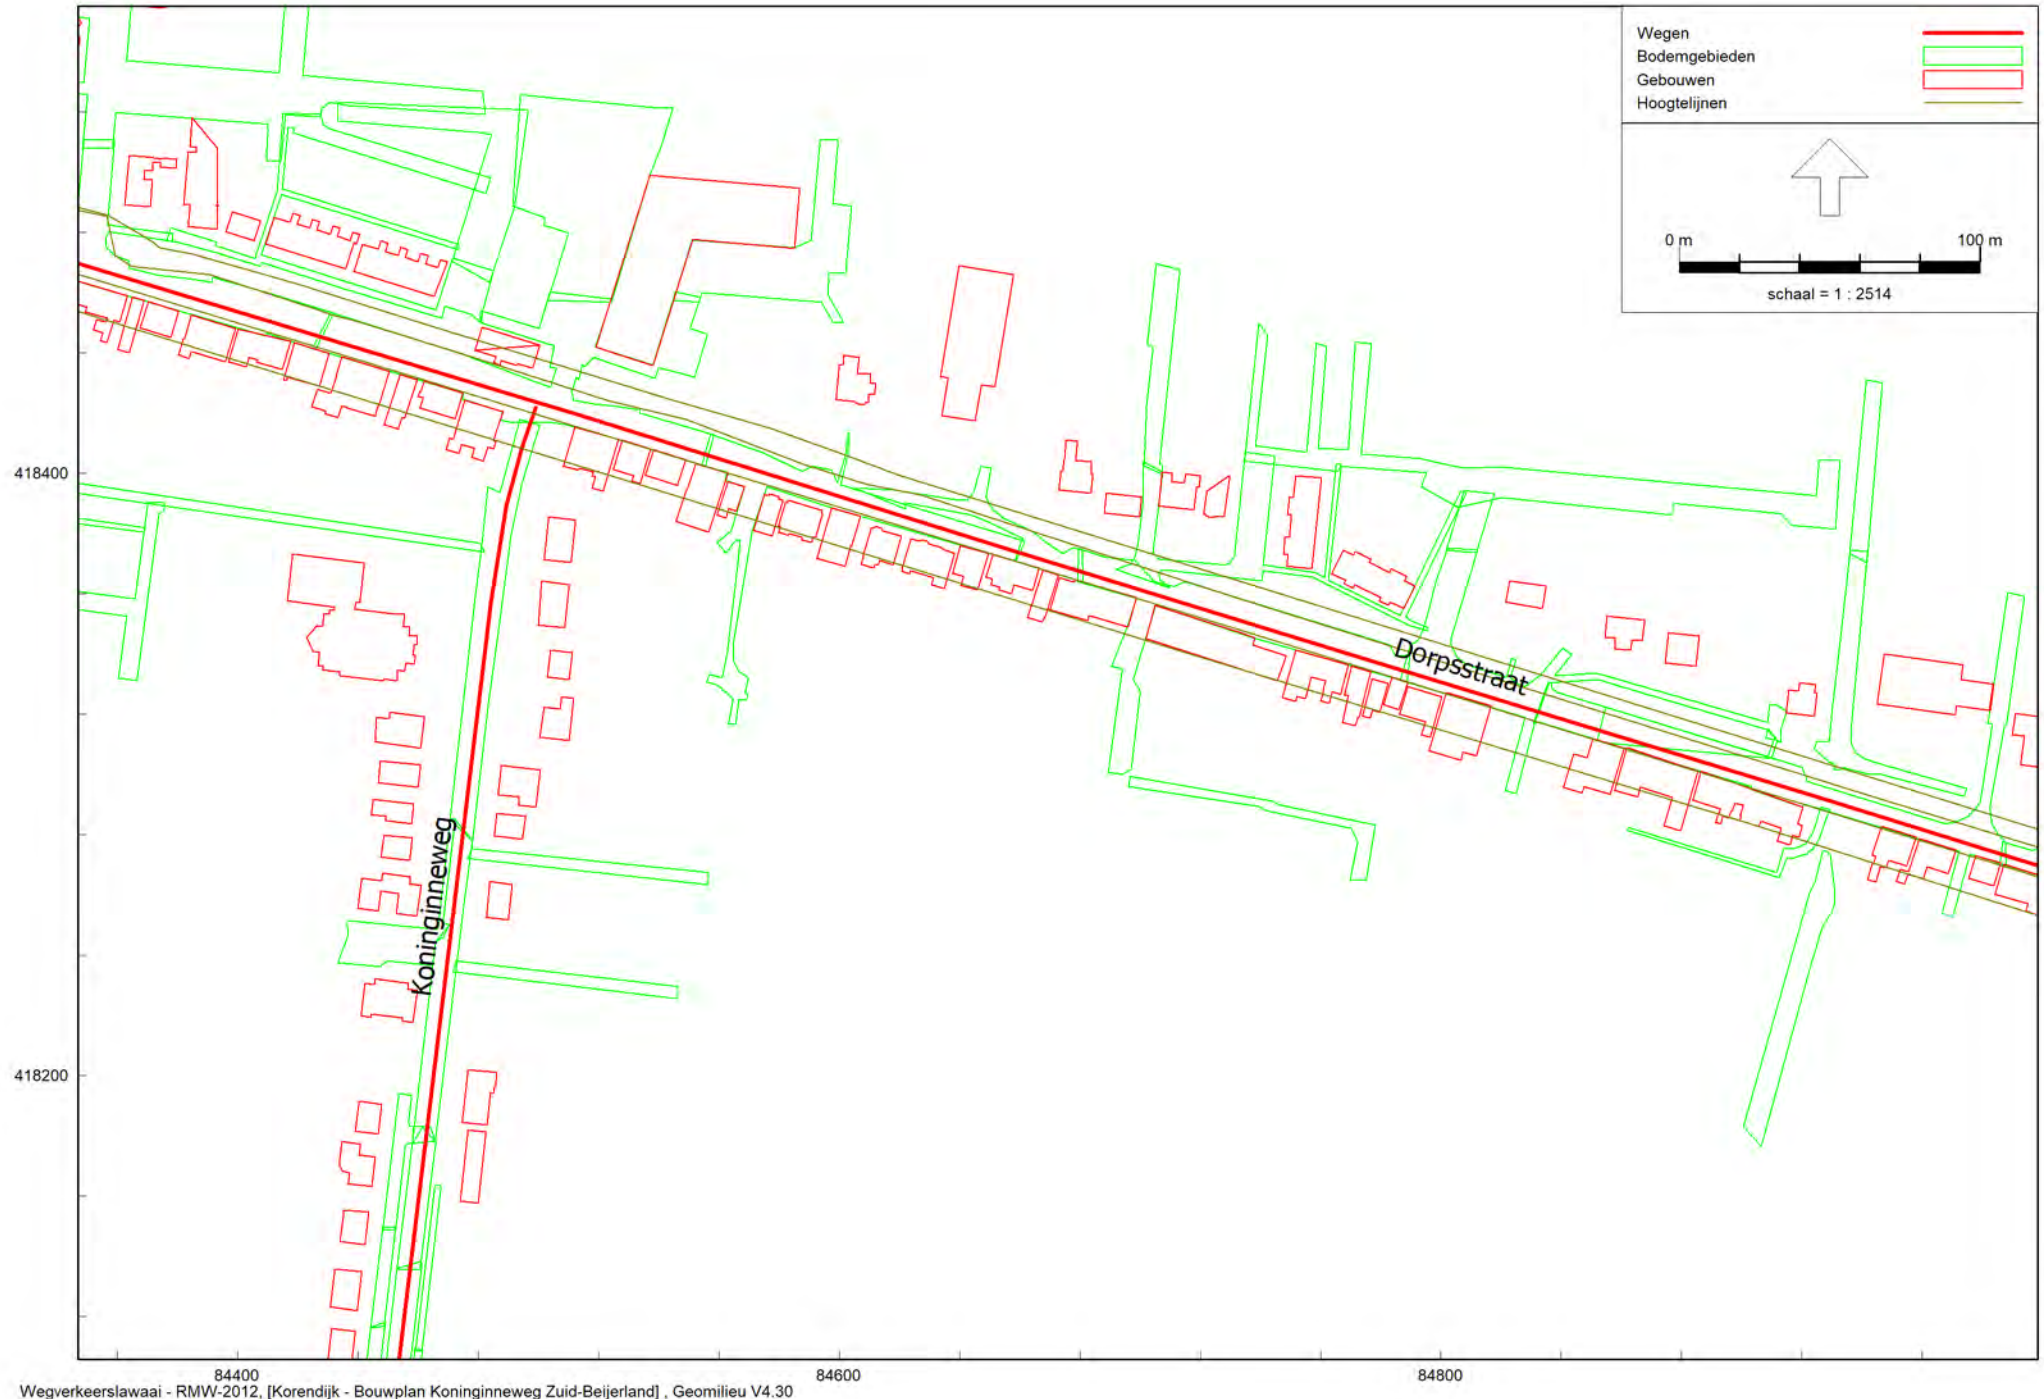 Wegen
Bodemgebieden
Gebouwen
Hoogtelijnen
0 m 100 m
schaal = 1 : 2514
418400
Dorpsstraat
Koninginneweg
418200
84400 84600 84800
Wegverkeerslawaai - RMW-2012, [Korendijk - Bouwplan Koninginneweg Zuid-Beijerland] , Geomilieu V4.30